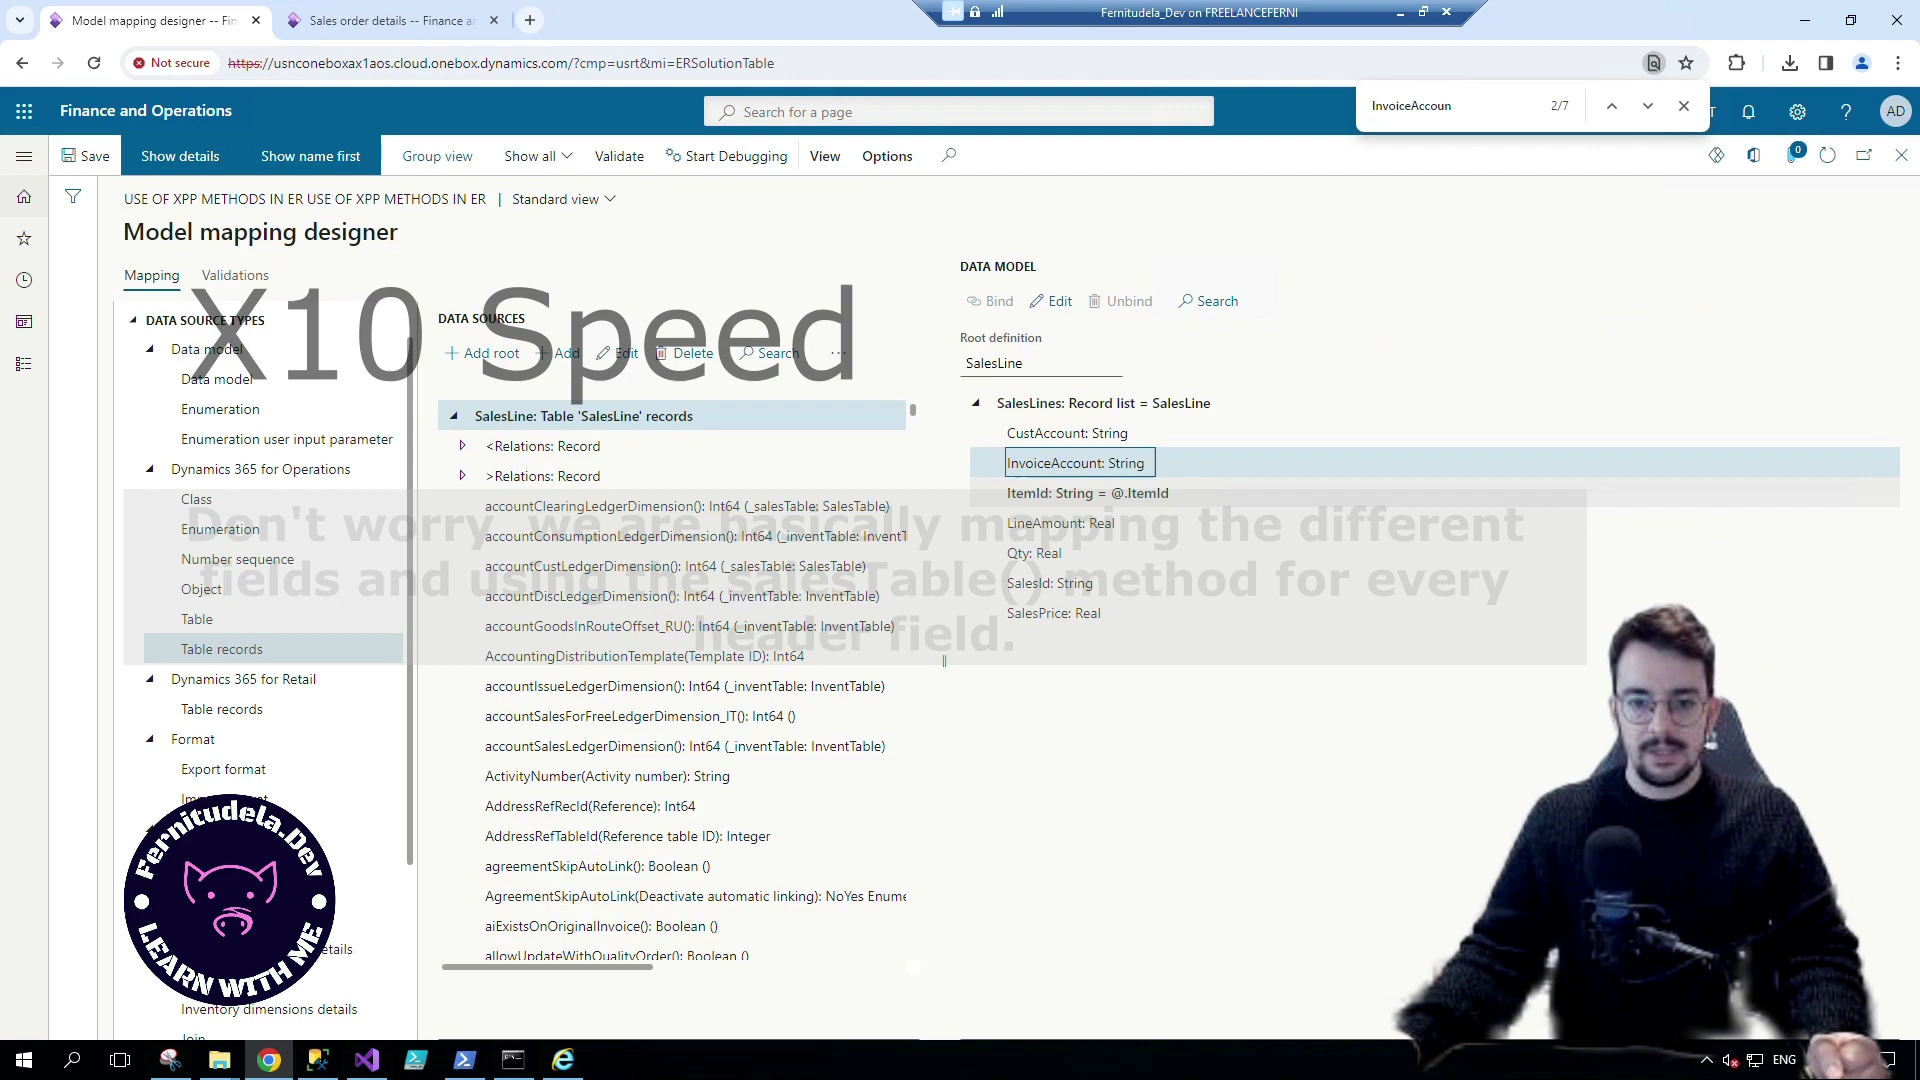 Model mapping designer -- Fin
Sales order details -- Finance an
Fernitudela_Dev on FREELANCEFERNI
Not secure
https://usnconeboxax1aos.cloud.onebox.dynamics.com/?cmp=usrt&mi=ERSolutionTable
Finance and Operations
Search for a page
InvoiceAccoun
2/7
T
AD
Save
Show details
Show name first
Group view
Show all
Validate
Start Debugging
View
Options
0
USE OF XPP METHODS IN ER USE OF XPP METHODS IN ER | Standard view
Model mapping designer
Mapping
Validations
X10 Speed
DATA SOURCE TYPES
Data model
Data model
Enumeration
Enumeration user input parameter
Dynamics 365 for Operations
Class
Enumeration
Number sequence
Object
Table
Table records
Dynamics 365 for Retail
Table records
Format
Export format
etails
Inventory dimensions details
Join
DATA SOURCES
Add root
Add
Edit
Delete
Search
SalesLine: Table 'SalesLine' records
<Relations: Record
>Relations: Record
accountClearingLedgerDimension(): Int64 (_salesTable: SalesTable)
accountConsumptionLedgerDimension(): Int64 (_inventTable: InventT
accountCustLedgerDimension(): Int64 (_salesTable: SalesTable)
accountDiscLedgerDimension(): Int64 (_inventTable: InventTable)
accountGoodsInRouteOffset_RU(): Int64 (_inventTable: InventTable)
AccountingDistributionTemplate(Template ID): Int64
accountIssueLedgerDimension(): Int64 (_inventTable: InventTable)
accountSalesForFreeLedgerDimension_IT(): Int64 ()
accountSalesLedgerDimension(): Int64 (_inventTable: InventTable)
ActivityNumber(Activity number): String
AddressRefRecId(Reference): Int64
AddressRefTableId(Reference table ID): Integer
agreementSkipAutoLink(): Boolean ()
AgreementSkipAutoLink(Deactivate automatic linking): NoYes Enume
aiExistsOnOriginalInvoice(): Boolean ()
allowUpdateWithQualityOrder(): Boolean ()
DATA MODEL
Bind
Edit
Unbind
Search
Root definition
SalesLine
SalesLines: Record list = SalesLine
CustAccount: String
InvoiceAccount: String
ItemId: String = @.ItemId
LineAmount: Real
Qty: Real
SalesId: String
SalesPrice: Real
Don't worry, we are basically mapping the different
fields and using the salesTable() method for every
header field.
Fernitudela.Dev
LEARN WITH ME
ENG